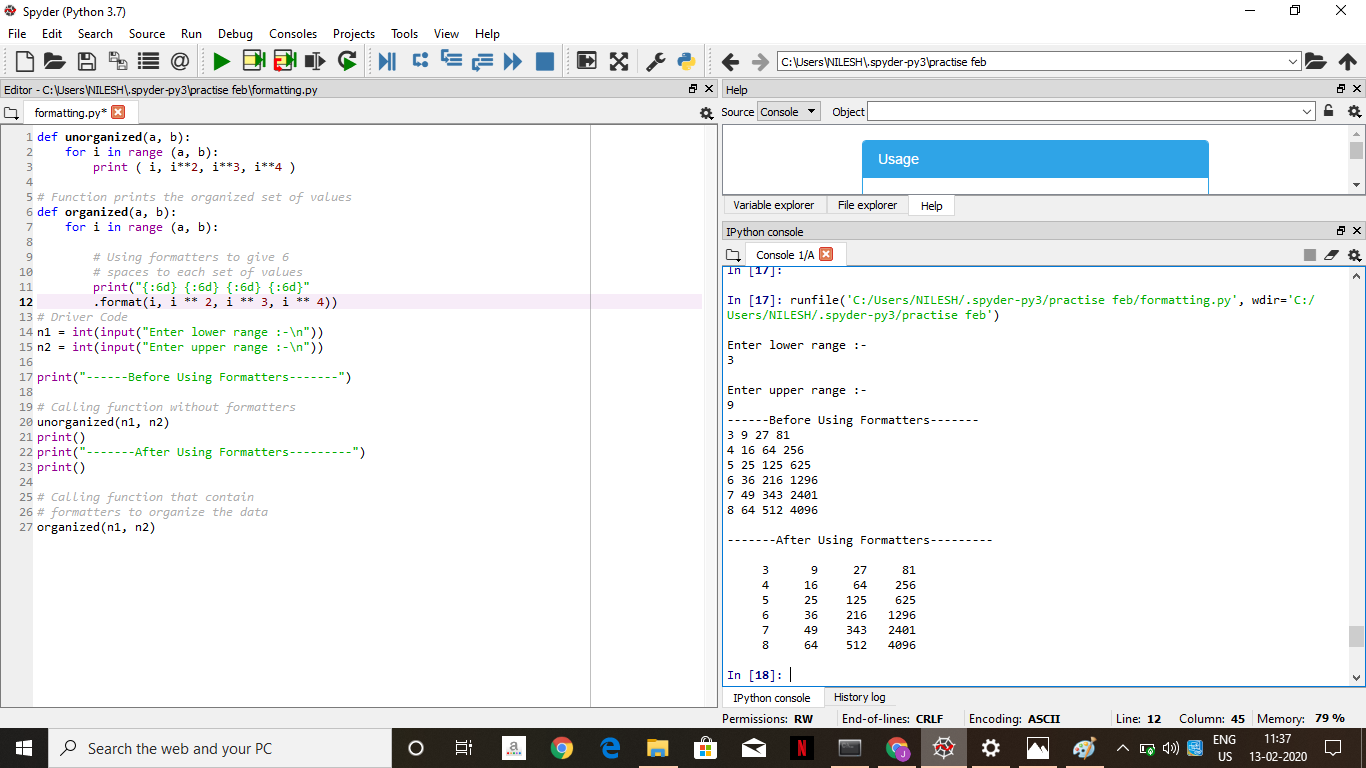 Spyder (Python 3.7)
File Edit Search Source Run Debug Consoles Projects Tools View Help
C:\Users\NILESH\.spyder-py3\practise feb
Editor - C:\Users\NILESH\.spyder-py3\practise feb\formatting.py
formatting.py*
1 def unorganized(a, b):
2     for i in range (a, b):
3         print ( i, i**2, i**3, i**4 )
4
5 # Function prints the organized set of values
6 def organized(a, b):
7     for i in range (a, b):
8
9         # Using formatters to give 6
10         # spaces to each set of values
11         print("{:6d} {:6d} {:6d} {:6d}"
12         .format(i, i ** 2, i ** 3, i ** 4))
13 # Driver Code
14 n1 = int(input("Enter lower range :-\n"))
15 n2 = int(input("Enter upper range :-\n"))
16
17 print("------Before Using Formatters-------")
18
19 # Calling function without formatters
20 unorganized(n1, n2)
21 print()
22 print("-------After Using Formatters---------")
23 print()
24
25 # Calling function that contain
26 # formatters to organize the data
27 organized(n1, n2)
Help
Source Console Object
Usage
Variable explorer File explorer Help
IPython console
Console 1/A
In [17]:
In [17]: runfile('C:/Users/NILESH/.spyder-py3/practise feb/formatting.py', wdir='C:/
Users/NILESH/.spyder-py3/practise feb')
Enter lower range :-
3
Enter upper range :-
9
------Before Using Formatters-------
3 9 27 81
4 16 64 256
5 25 125 625
6 36 216 1296
7 49 343 2401
8 64 512 4096
-------After Using Formatters---------
     3      9     27     81
     4     16     64    256
     5     25    125    625
     6     36    216   1296
     7     49    343   2401
     8     64    512   4096
In [18]:
IPython console History log
Permissions: RW End-of-lines: CRLF Encoding: ASCII Line: 12 Column: 45 Memory: 79 %
Search the web and your PC
a
N
J
ENG
US
11:37
13-02-2020